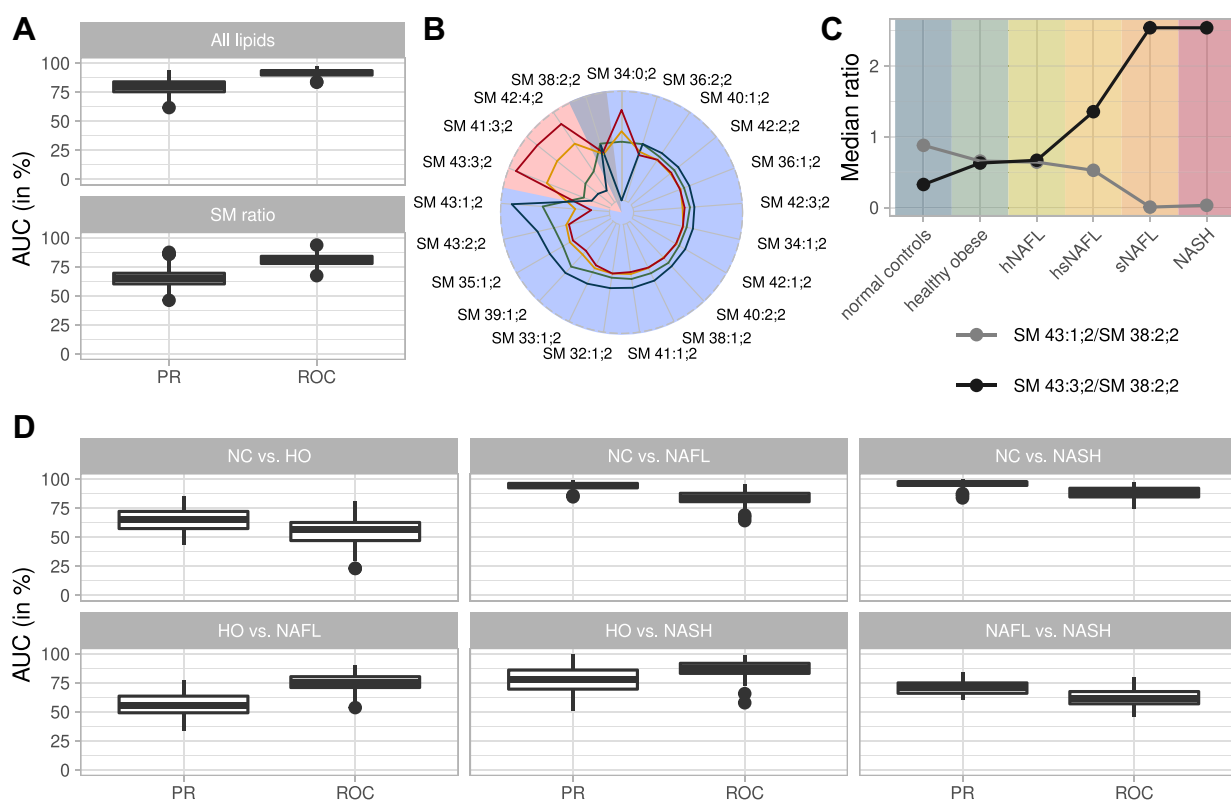 A
All lipids
100
75
50
25
0
SM ratio
100
75
50
25
0
AUC (in %)
PR
ROC
B
SM 34:0;2
SM 36:2;2
SM 40:1;2
SM 42:2;2
SM 36:1;2
SM 42:3;2
SM 34:1;2
SM 42:1;2
SM 40:2;2
SM 38:1;2
SM 41:1;2
SM 32:1;2
SM 33:1;2
SM 39:1;2
SM 35:1;2
SM 43:2;2
SM 43:1;2
SM 43:3;2
SM 41:3;2
SM 42:4;2
SM 38:2;2
C
Median ratio
2
1
0
normal controls
healthy obese
hNAFL
hsNAFL
sNAFL
NASH
SM 43:1;2/SM 38:2;2
SM 43:3;2/SM 38:2;2
D
AUC (in %)
NC vs. HO
NC vs. NAFL
NC vs. NASH
100
75
50
25
0
HO vs. NAFL
HO vs. NASH
NAFL vs. NASH
100
75
50
25
0
PR
ROC
PR
ROC
PR
ROC